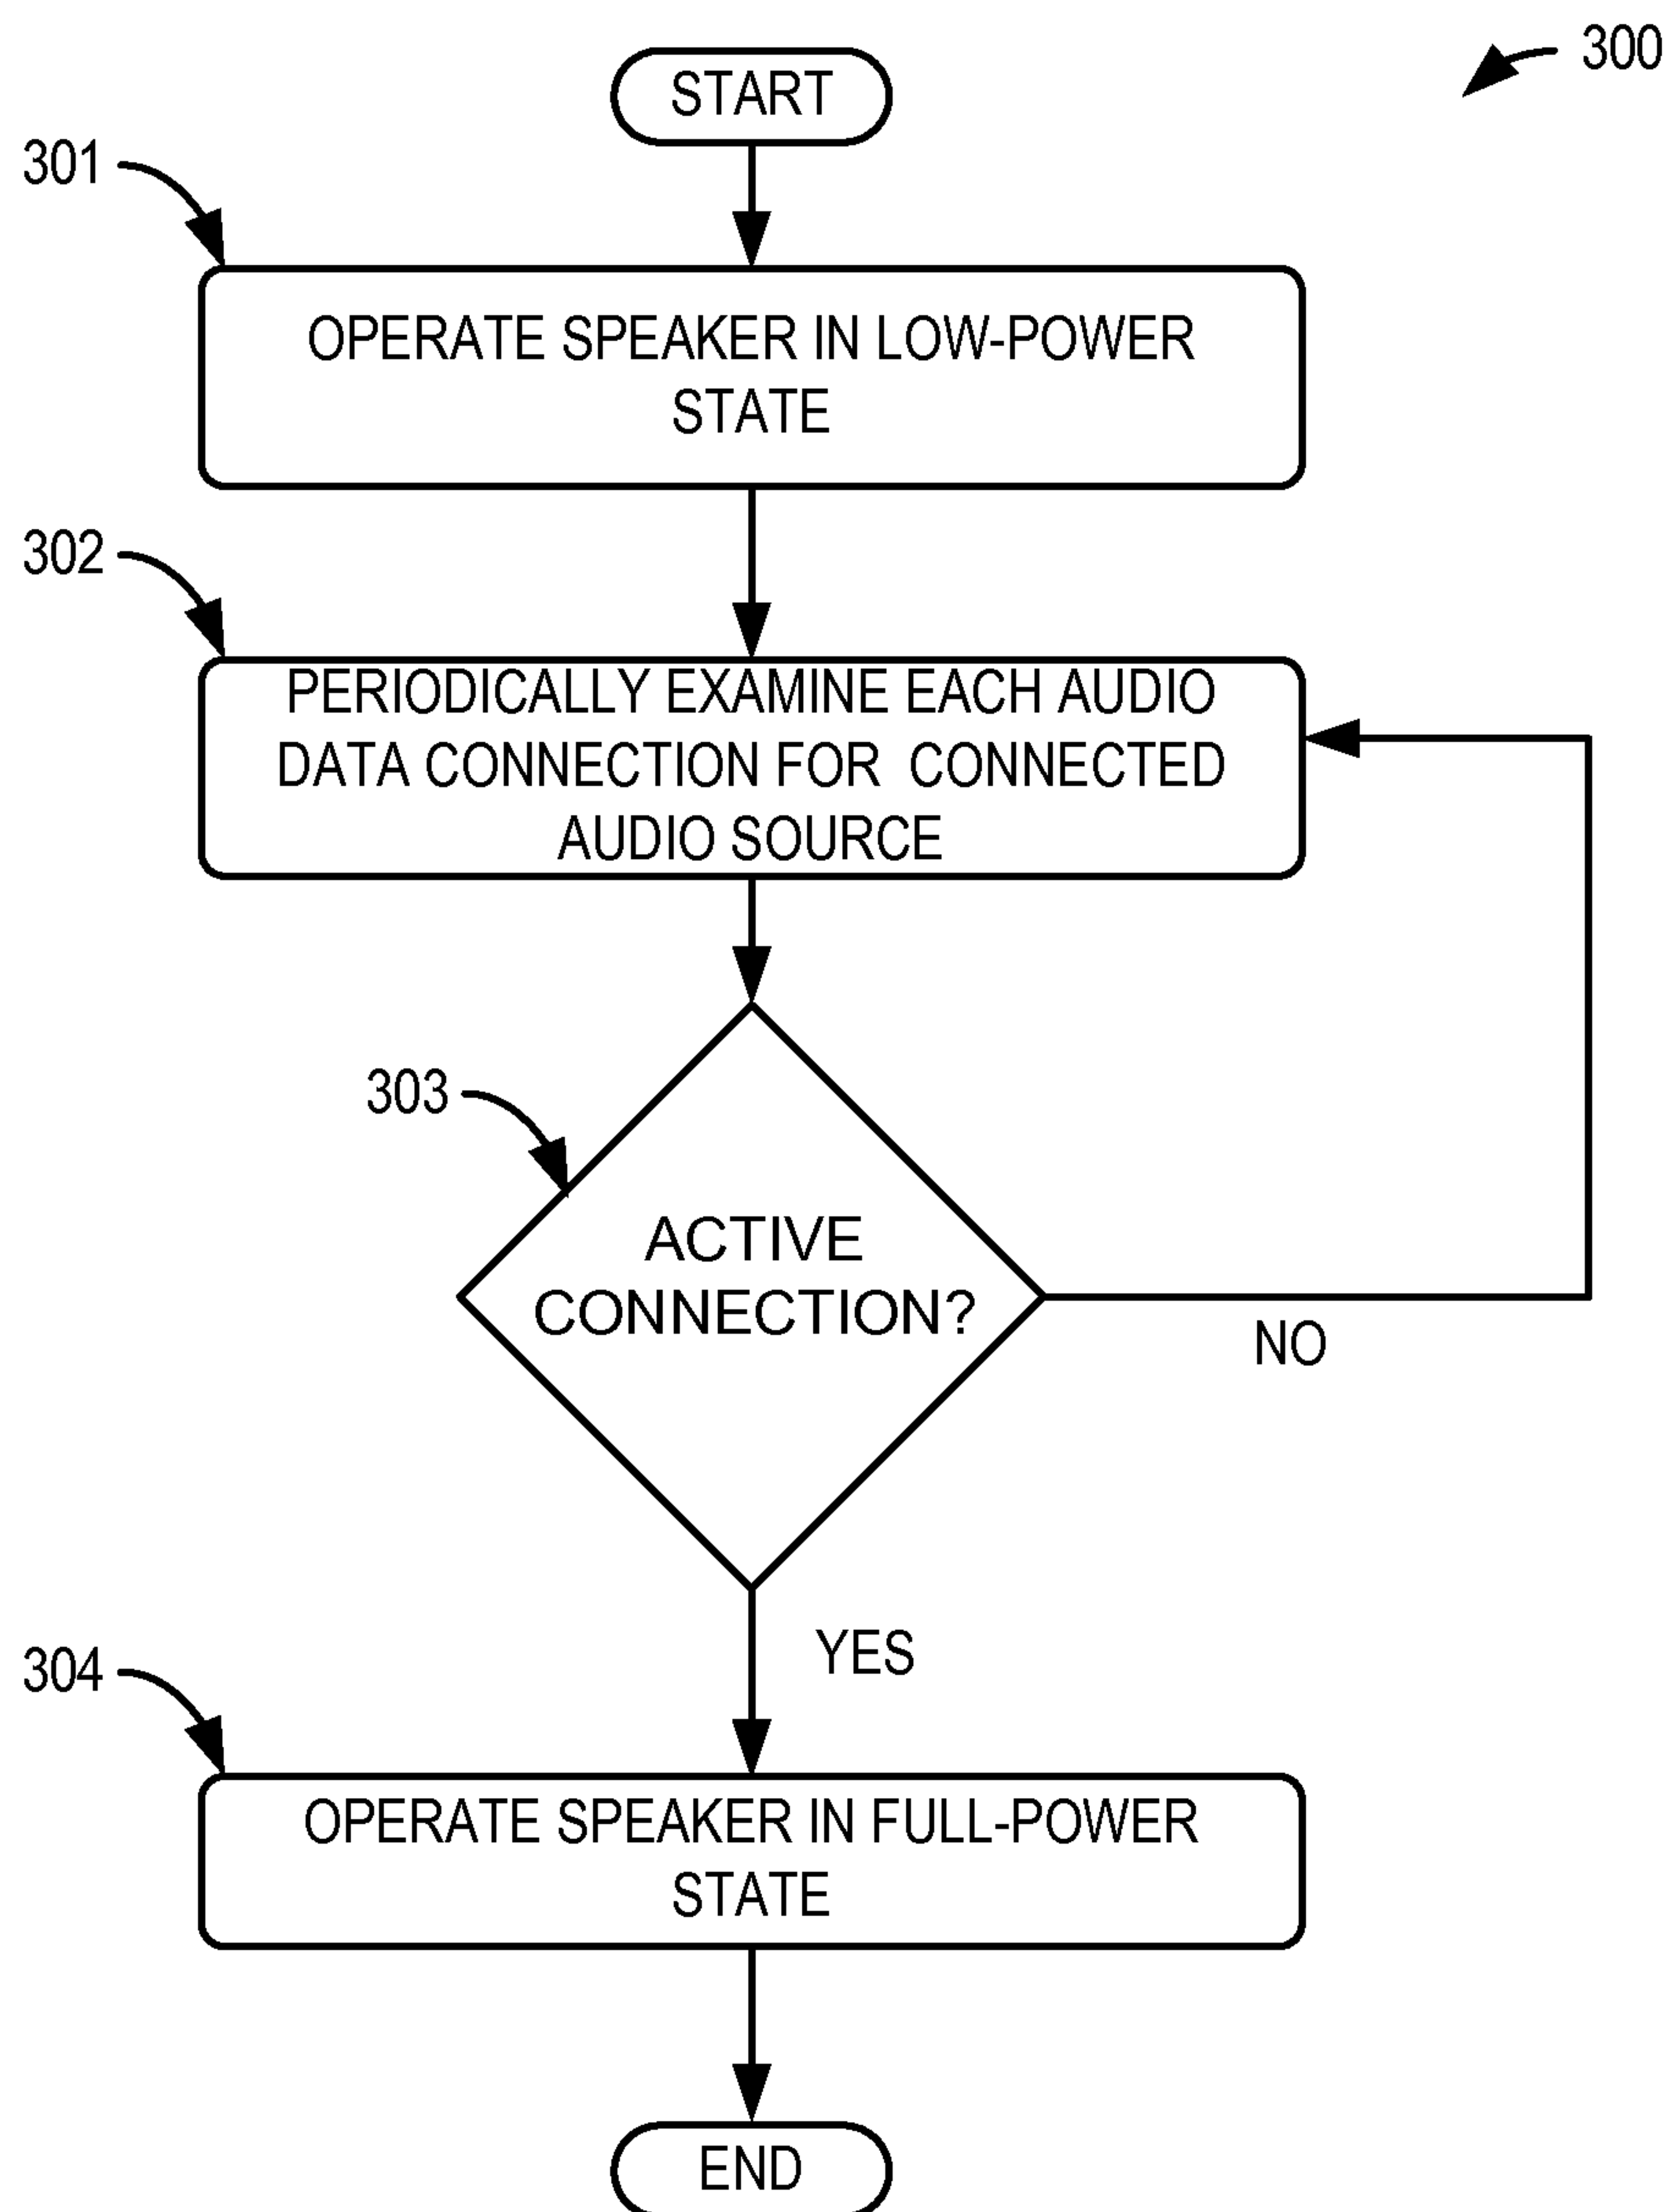 300
START
301
OPERATE SPEAKER IN LOW-POWER
STATE
302
PERIODICALLY EXAMINE EACH AUDIO
DATA CONNECTION FOR CONNECTED
AUDIO SOURCE
303
ACTIVE
CONNECTION?
NO
YES
304
OPERATE SPEAKER IN FULL-POWER
STATE
END